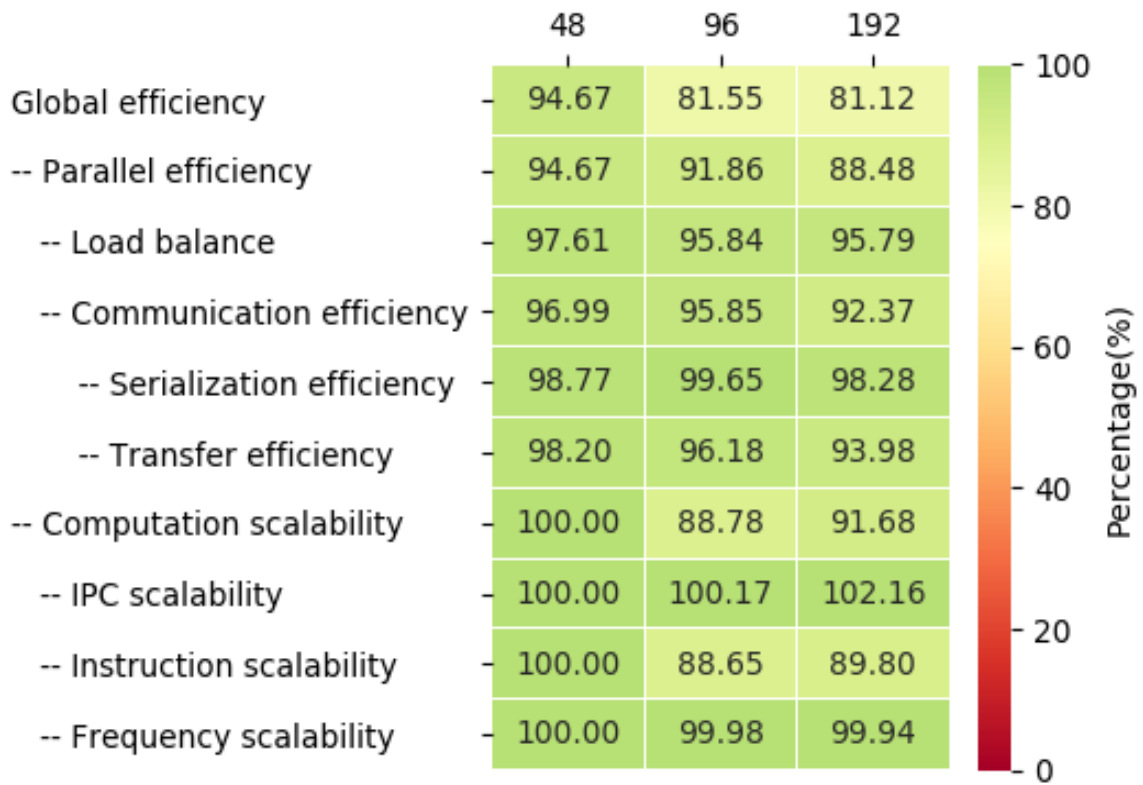 48 96 192
Global efficiency 94.67 81.55 81.12
-- Parallel efficiency 94.67 91.86 88.48
-- Load balance 97.61 95.84 95.79
-- Communication efficiency 96.99 95.85 92.37
-- Serialization efficiency 98.77 99.65 98.28
-- Transfer efficiency 98.20 96.18 93.98
-- Computation scalability 100.00 88.78 91.68
-- IPC scalability 100.00 100.17 102.16
-- Instruction scalability 100.00 88.65 89.80
-- Frequency scalability 100.00 99.98 99.94
100
80
60
40
20
0
Percentage(%)